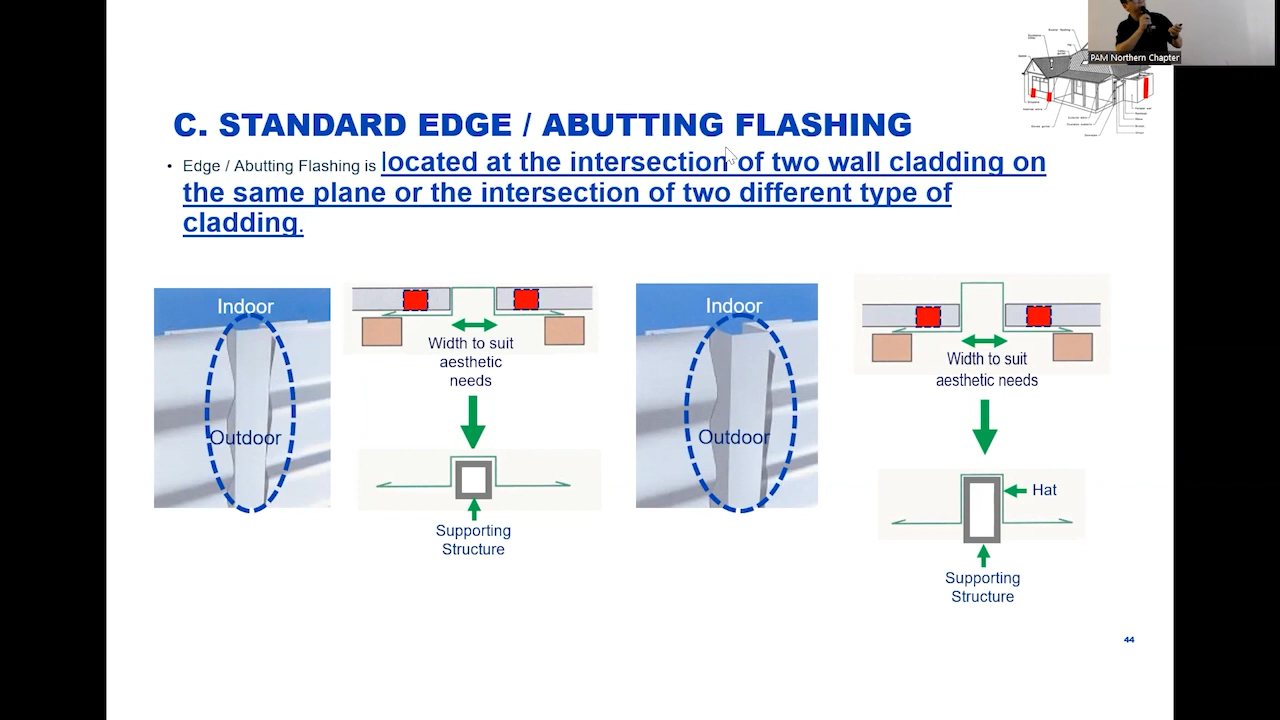 PAM Northern Chapter
C. STANDARD EDGE / ABUTTING FLASHING
• Edge / Abutting Flashing is located at the intersection of two wall cladding on
the same plane or the intersection of two different type of
cladding.
Indoor
Outdoor
Width to suit
aesthetic
needs
Supporting
Structure
Indoor
Outdoor
Width to suit
aesthetic needs
Hat
Supporting
Structure
44